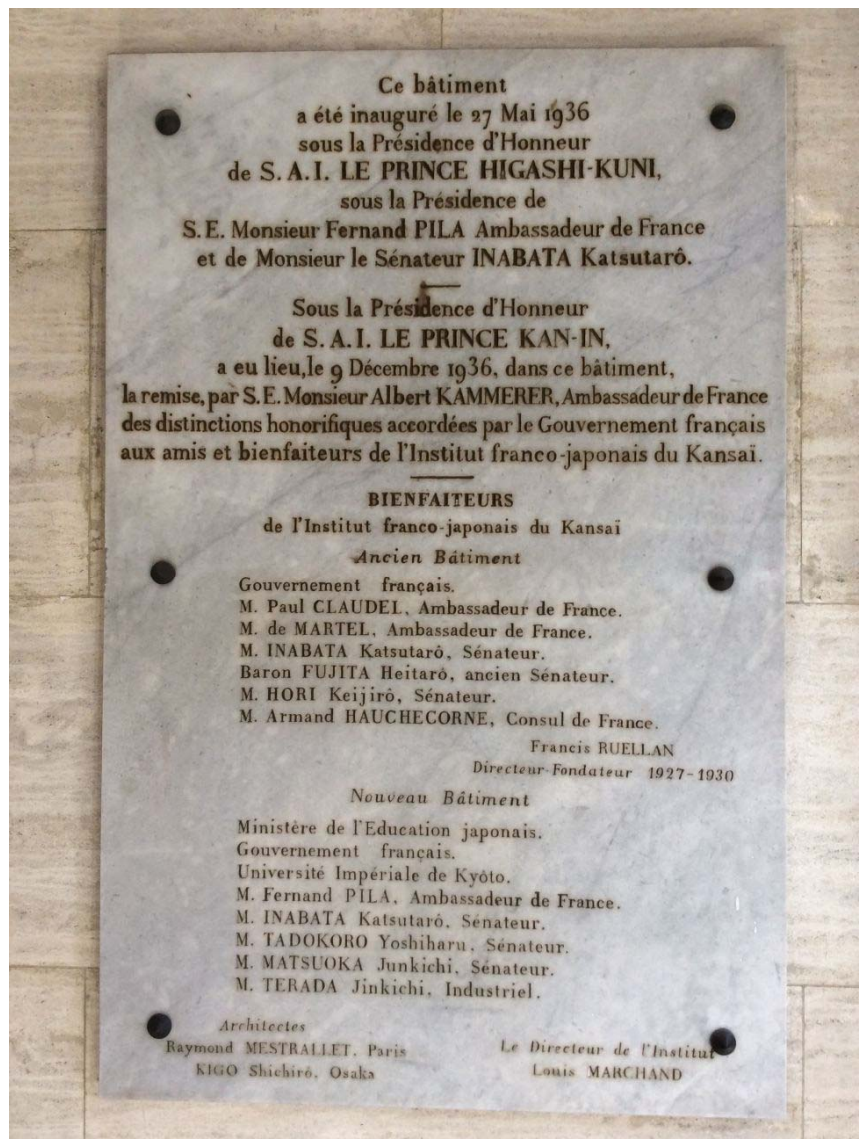 Ce bâtiment
a été inauguré le 27 Mai 1936
sous la Présidence d'Honneur
de S.A.I. LE PRINCE HIGASHI-KUNI,
sous la Présidence de
S.E. Monsieur Fernand PILA Ambassadeur de France
et de Monsieur le Sénateur INABATA Katsutarô.
Sous la Présidence d'Honneur
de S.A.I. LE PRINCE KAN-IN,
a eu lieu, le 9 Décembre 1936, dans ce bâtiment,
la remise, par S.E. Monsieur Albert KAMMERER, Ambassadeur de France
des distinctions honorifiques accordées par le Gouvernement français
aux amis et bienfaiteurs de l'Institut franco-japonais du Kansaï.
BIENFAITEURS
de l'Institut franco-japonais du Kansaï
Ancien Bâtiment
Gouvernement français.
M. Paul CLAUDEL, Ambassadeur de France.
M. de MARTEL, Ambassadeur de France.
M. INABATA Katsutarô, Sénateur.
Baron FUJITA Heitarô, ancien Sénateur.
M. HORI Keijirô, Sénateur.
M. Armand HAUCHECORNE, Consul de France.
Francis RUELLAN
Directeur-Fondateur 1927-1930
Nouveau Bâtiment
Ministère de l'Education japonais.
Gouvernement français.
Université Impériale de Kyôto.
M. Fernand PILA, Ambassadeur de France.
M. INABATA Katsutarô, Sénateur.
M. TADOKORO Yoshiharu, Sénateur.
M. MATSUOKA Junkichi, Sénateur.
M. TERADA Jinkichi, Industriel.
Architectes
Raymond MESTRALLET, Paris
KIGO Shichirô, Osaka
Le Directeur de l'Institut
Louis MARCHAND